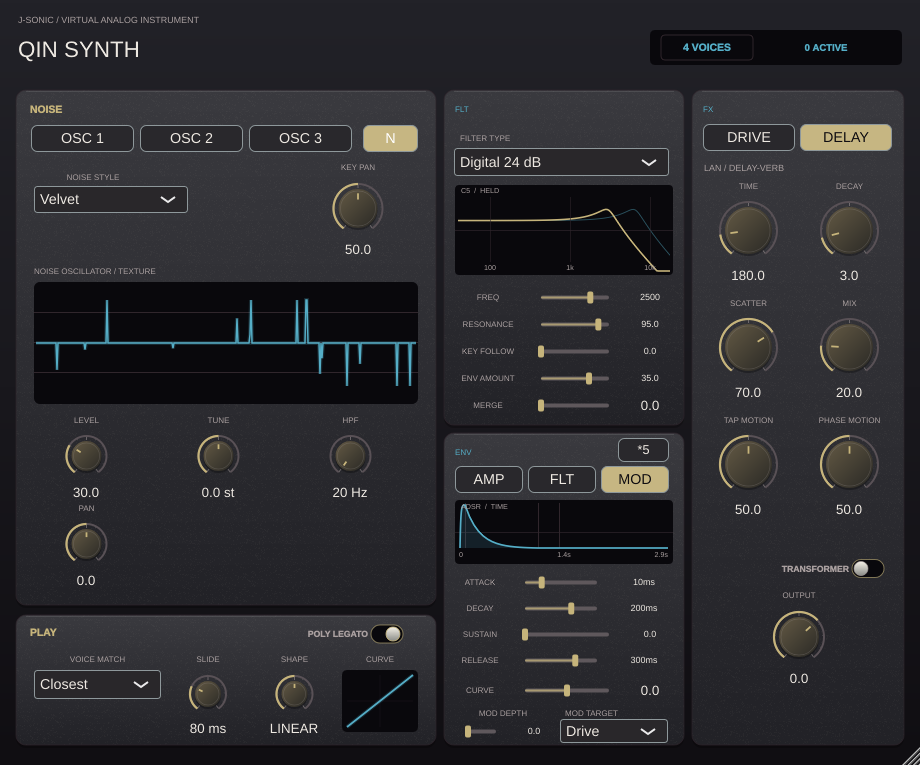 J-SONIC / VIRTUAL ANALOG INSTRUMENT
QIN SYNTH
4 VOICES
0 ACTIVE
NOISE
OSC 1
OSC 2
OSC 3
N
NOISE STYLE
Velvet
KEY PAN
50.0
NOISE OSCILLATOR / TEXTURE
LEVEL
TUNE
HPF
30.0
0.0 st
20 Hz
PAN
0.0
PLAY
POLY LEGATO
VOICE MATCH
SLIDE
SHAPE
CURVE
Closest
80 ms
LINEAR
FLT
FILTER TYPE
Digital 24 dB
C5 / HELD
100
1k
10k
FREQ
2500
RESONANCE
95.0
KEY FOLLOW
0.0
ENV AMOUNT
35.0
MERGE
0.0
ENV
*5
AMP
FLT
MOD
DSR / TIME
0
1.4s
2.9s
ATTACK
10ms
DECAY
200ms
SUSTAIN
0.0
RELEASE
300ms
CURVE
0.0
MOD DEPTH
MOD TARGET
0.0
Drive
FX
DRIVE
DELAY
LAN / DELAY-VERB
TIME
DECAY
180.0
3.0
SCATTER
MIX
70.0
20.0
TAP MOTION
PHASE MOTION
50.0
50.0
TRANSFORMER
OUTPUT
0.0